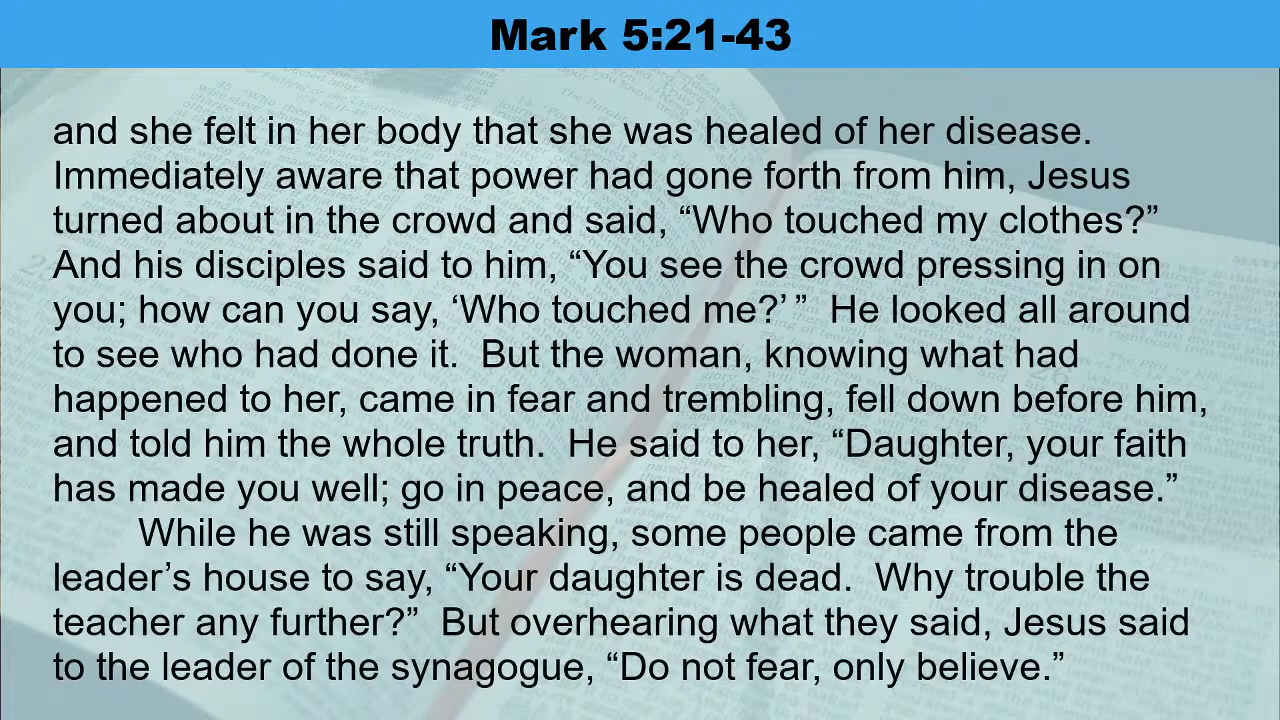 Mark 5:21-43
and she felt in her body that she was healed of her disease.
Immediately aware that power had gone forth from him, Jesus
turned about in the crowd and said, “Who touched my clothes?”
And his disciples said to him, “You see the crowd pressing in on
you; how can you say, ‘Who touched me?’ ”  He looked all around
to see who had done it.  But the woman, knowing what had
happened to her, came in fear and trembling, fell down before him,
and told him the whole truth.  He said to her, “Daughter, your faith
has made you well; go in peace, and be healed of your disease.”
While he was still speaking, some people came from the
leader’s house to say, “Your daughter is dead.  Why trouble the
teacher any further?”  But overhearing what they said, Jesus said
to the leader of the synagogue, “Do not fear, only believe.”